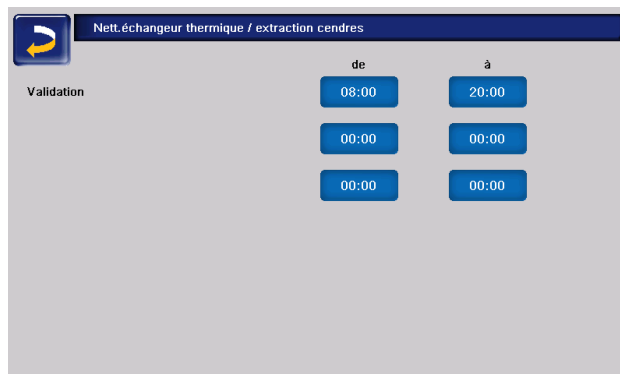 Nett.échangeur thermique / extraction cendres
de à
Validation 08:00 20:00
00:00 00:00
00:00 00:00